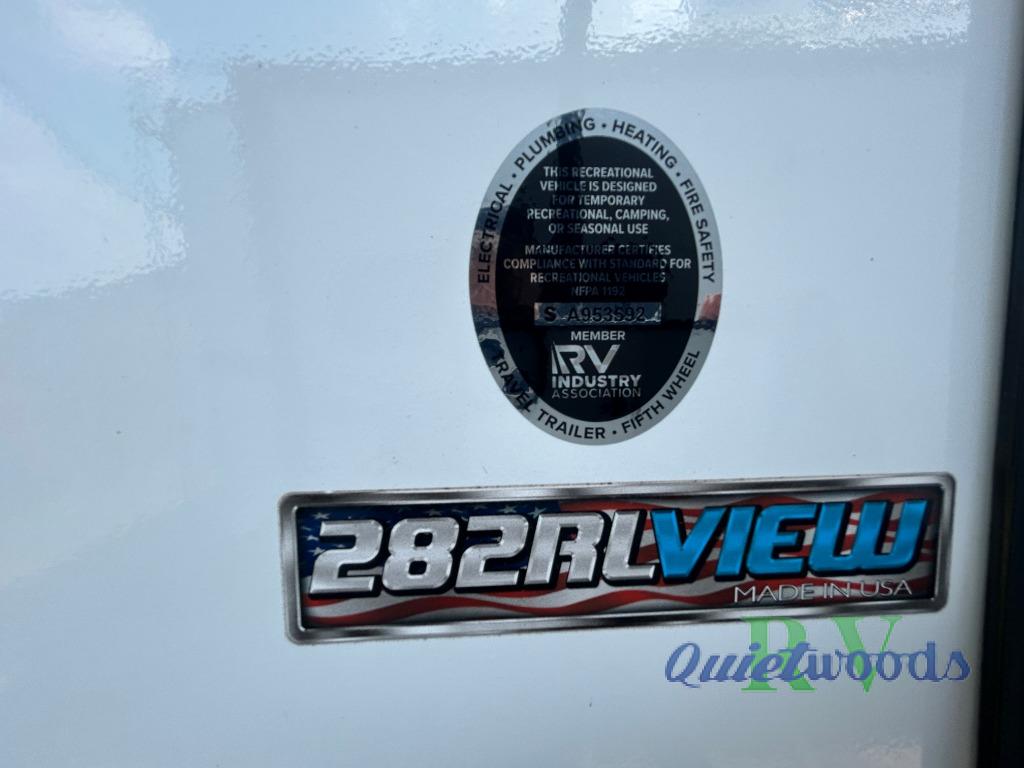 ELECTRICAL • PLUMBING • HEATING • FIRE SAFETY
THIS RECREATIONAL
VEHICLE IS DESIGNED
FOR TEMPORARY
RECREATIONAL, CAMPING,
OR SEASONAL USE
MANUFACTURER CERTIFIES
COMPLIANCE WITH STANDARD FOR
RECREATIONAL VEHICLES
NFPA 1192
S A953592
MEMBER
RV
INDUSTRY
ASSOCIATION
TRAVEL TRAILER • FIFTH WHEEL
282RLVIEW
MADE IN USA
Quietwoods
RV